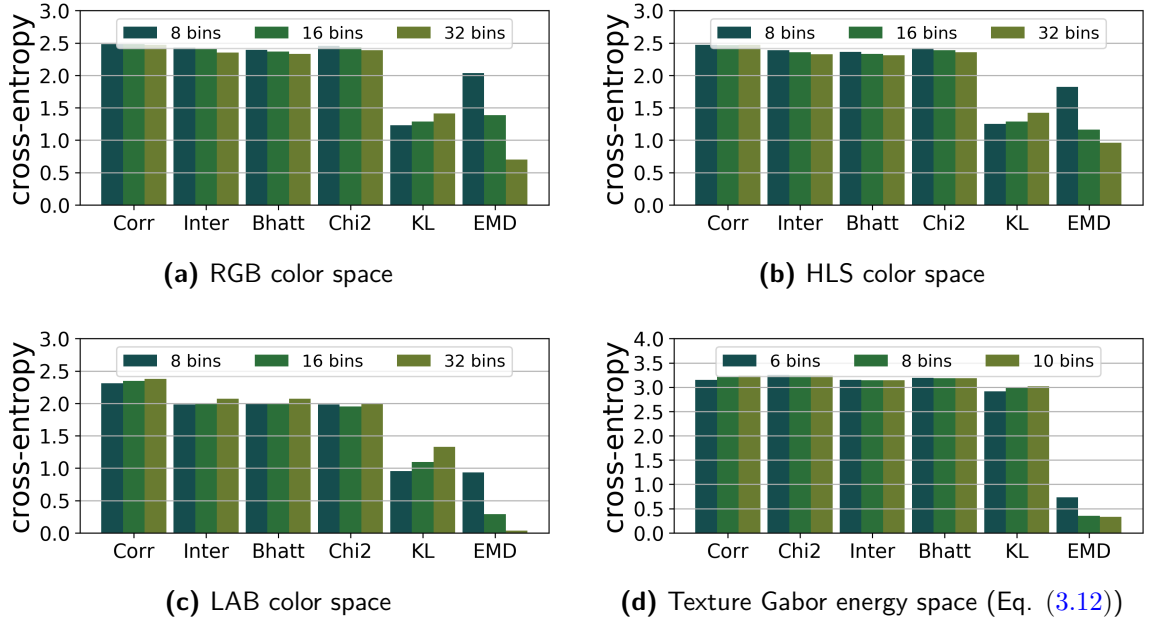 cross-entropy
3.0
2.5
2.0
1.5
1.0
0.5
0.0
8 bins 16 bins 32 bins
Corr Inter Bhatt Chi2 KL EMD
(a) RGB color space
cross-entropy
3.0
2.5
2.0
1.5
1.0
0.5
0.0
8 bins 16 bins 32 bins
Corr Inter Bhatt Chi2 KL EMD
(b) HLS color space
cross-entropy
3.0
2.5
2.0
1.5
1.0
0.5
0.0
8 bins 16 bins 32 bins
Corr Inter Bhatt Chi2 KL EMD
(c) LAB color space
cross-entropy
4.0
3.5
3.0
2.5
2.0
1.5
1.0
0.5
0.0
6 bins 8 bins 10 bins
Corr Chi2 Inter Bhatt KL EMD
(d) Texture Gabor energy space (Eq. (3.12))